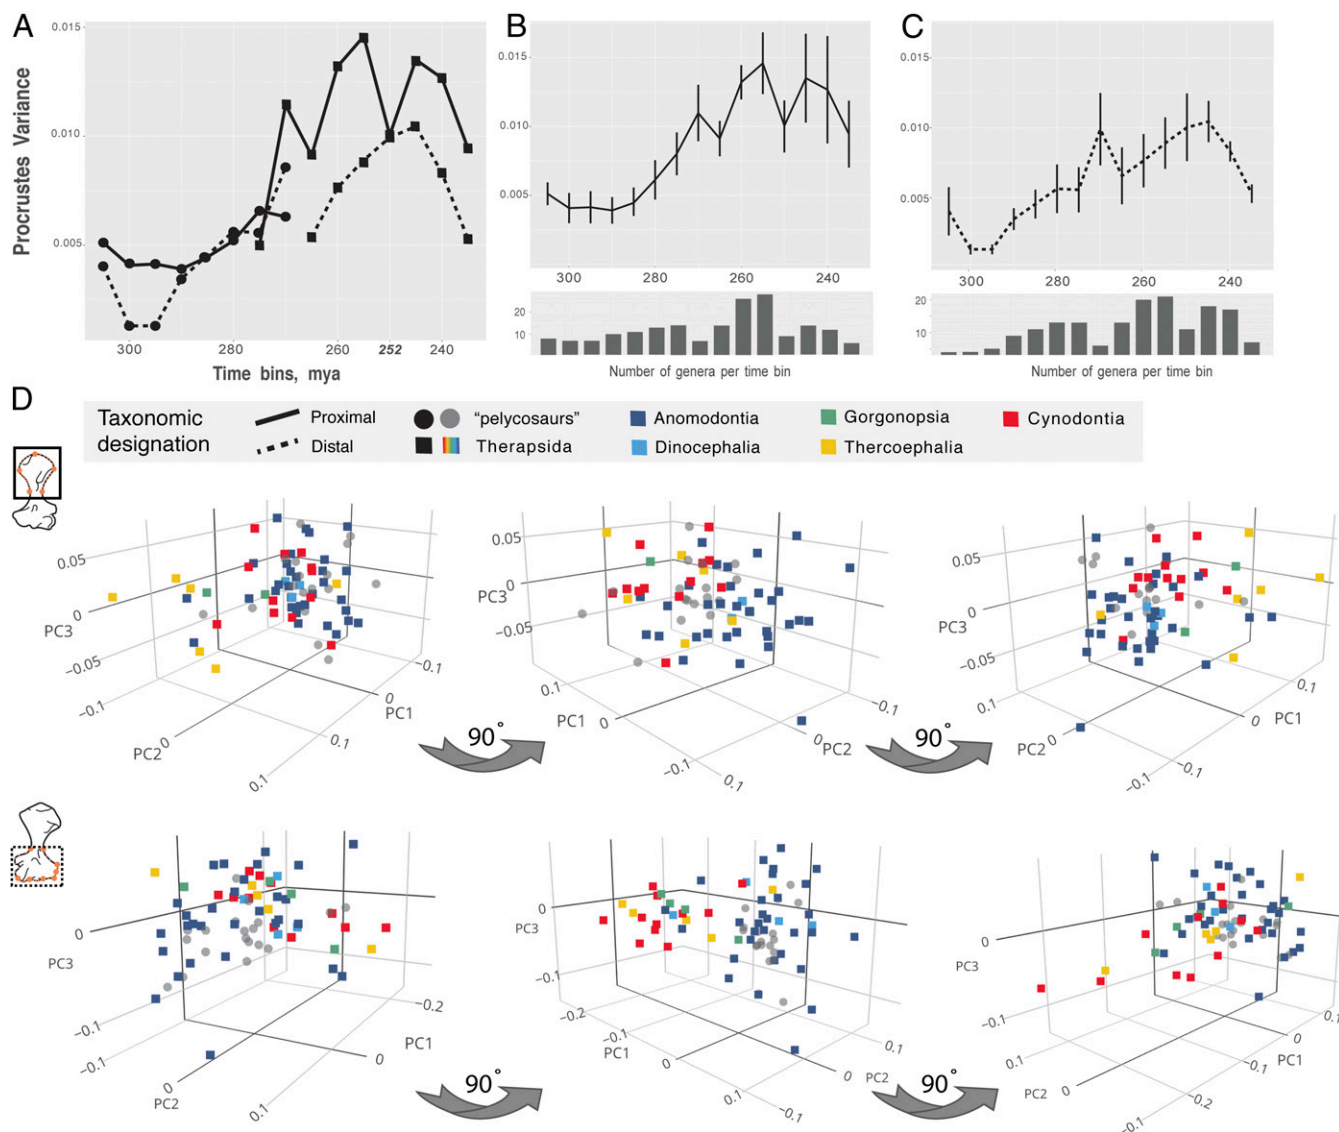 A
B
C
0.015
0.010
0.005
Procrustes Variance
300
280
260
252
240
Time bins, mya
0.015
0.010
0.005
300
280
260
240
20
10
Number of genera per time bin
0.015
0.010
0.005
300
280
260
240
20
10
Number of genera per time bin
D
Taxonomic designation
Proximal
Distal
"pelycosaurs"
Therapsida
Anomodontia
Dinocephalia
Gorgonopsia
Thercoephalia
Cynodontia
0.05
0
PC3
−0.05
−0.1
PC2
0
0.1
0.1
0
PC1
−0.1
90°
0.05
0
PC3
−0.05
0.1
PC1
0
−0.1
0.1
0
PC2
−0.1
90°
0.05
0
PC3
−0.05
0.1
PC2
0
−0.1
−0.1
0
PC1
0.1
0
PC3
−0.1
−0.1
0
PC2
0.1
0
PC1
−0.2
90°
0
PC3
−0.1
−0.2
−0.1
PC1
0
0.1
−0.1
0
PC2
0.1
90°
0
PC3
−0.1
0.1
PC2
0
−0.1
−0.2
−0.1
0
PC1
0.1